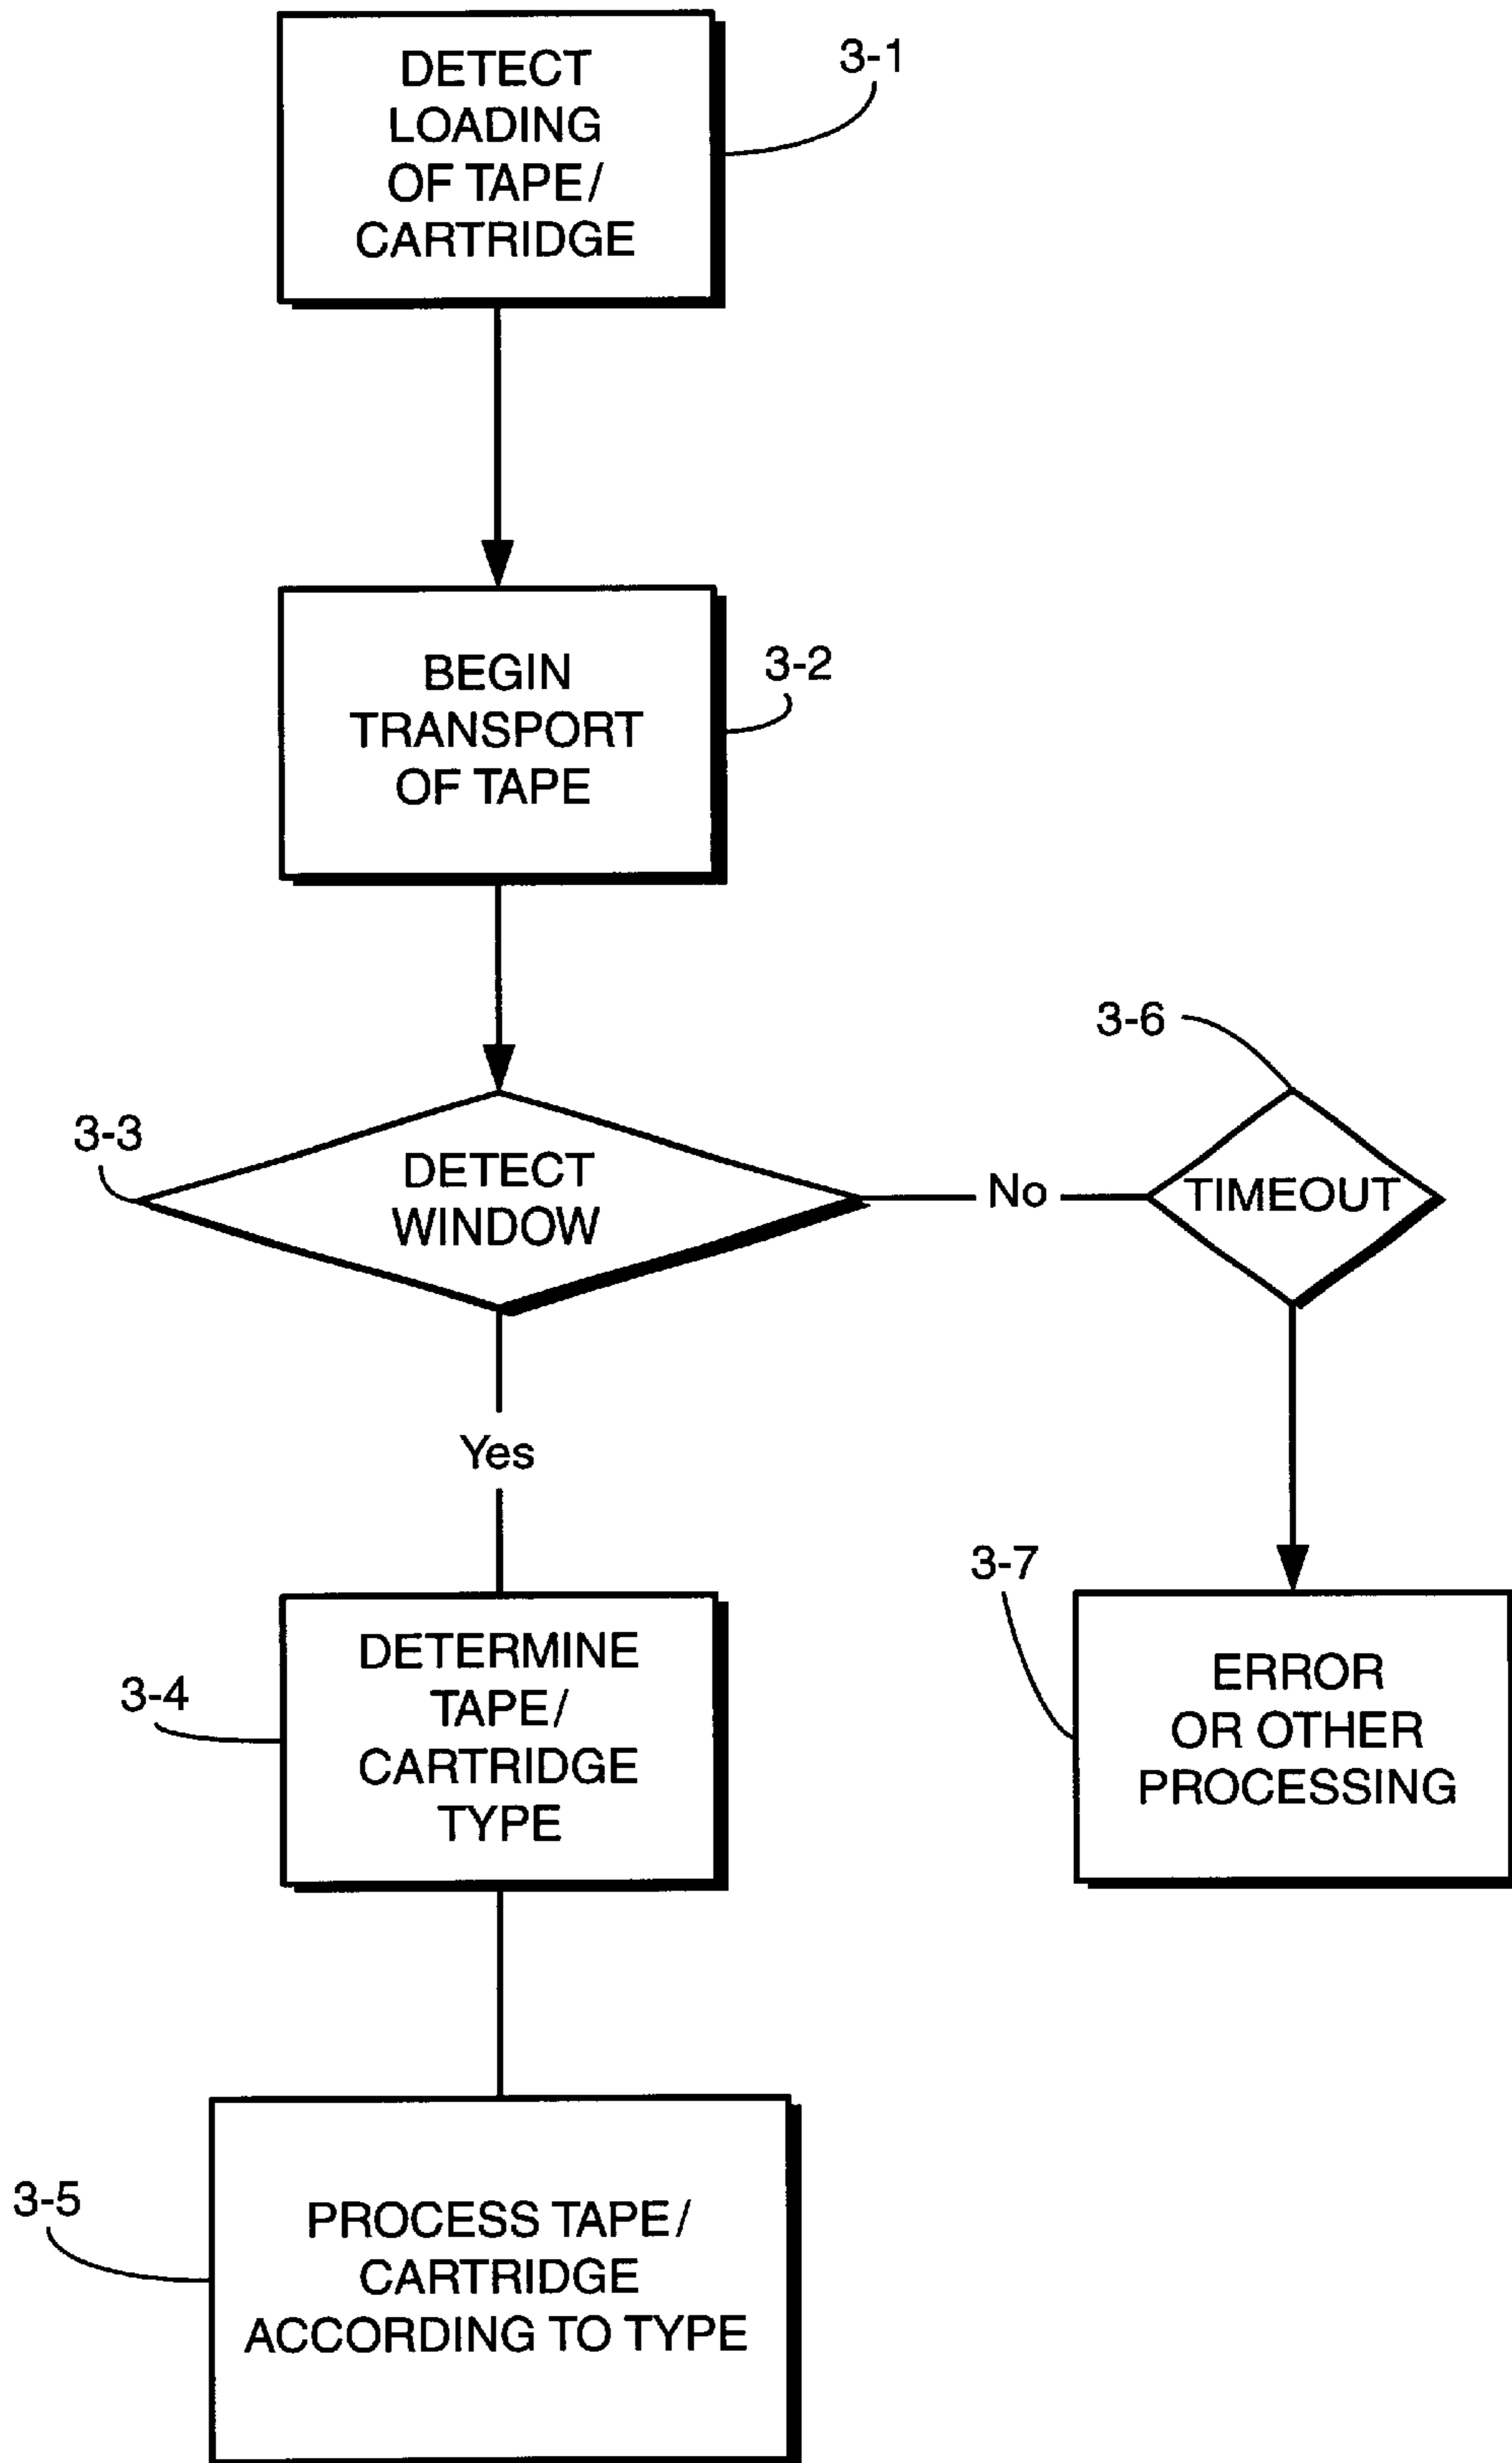 DETECT
LOADING
OF TAPE/
CARTRIDGE
3-1
BEGIN
TRANSPORT
OF TAPE
3-2
3-3
DETECT
WINDOW
No
3-6
TIMEOUT
Yes
3-4
DETERMINE
TAPE/
CARTRIDGE
TYPE
3-7
ERROR
OR OTHER
PROCESSING
3-5
PROCESS TAPE/
CARTRIDGE
ACCORDING TO TYPE